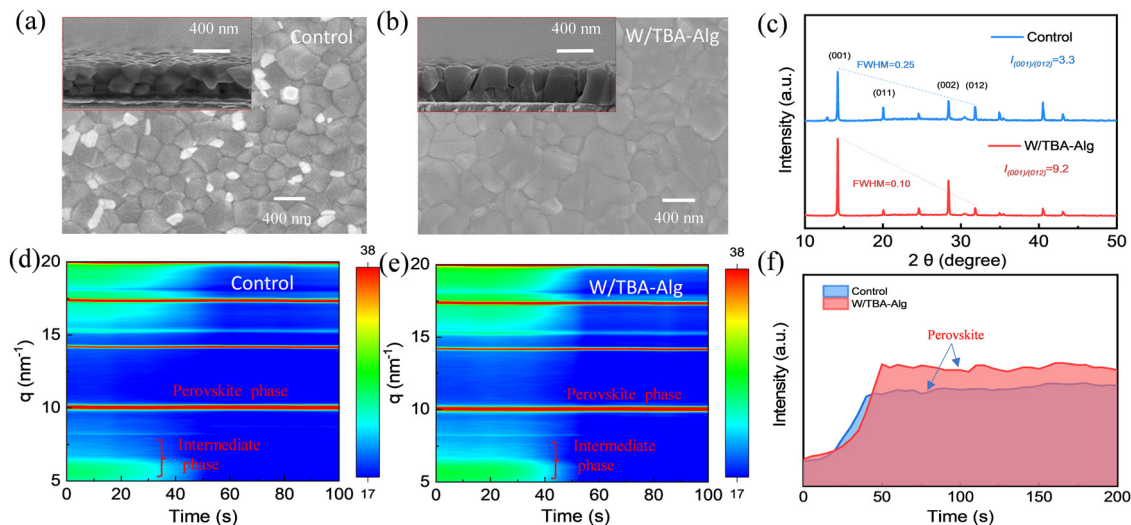 (a)
400 nm
Control
400 nm
(b)
400 nm
W/TBA-Alg
400 nm
(c)
Intensity (a.u.)
Control
I(001)/(012)=3.3
(001)
FWHM=0.25
(011)
(002)
(012)
W/TBA-Alg
I(001)/(012)=9.2
FWHM=0.10
10
20
30
40
50
2 θ (degree)
(d)
q (nm-1)
20
15
10
5
Control
Perovskite phase
Intermediate
phase
0
20
40
60
80
100
Time (s)
38
17
(e)
q (nm-1)
20
15
10
5
W/TBA-Alg
Perovskite phase
Intermediate
phase
0
20
40
60
80
100
Time (s)
38
17
(f)
Intensity (a.u.)
Control
W/TBA-Alg
Perovskite
0
50
100
150
200
Time (s)